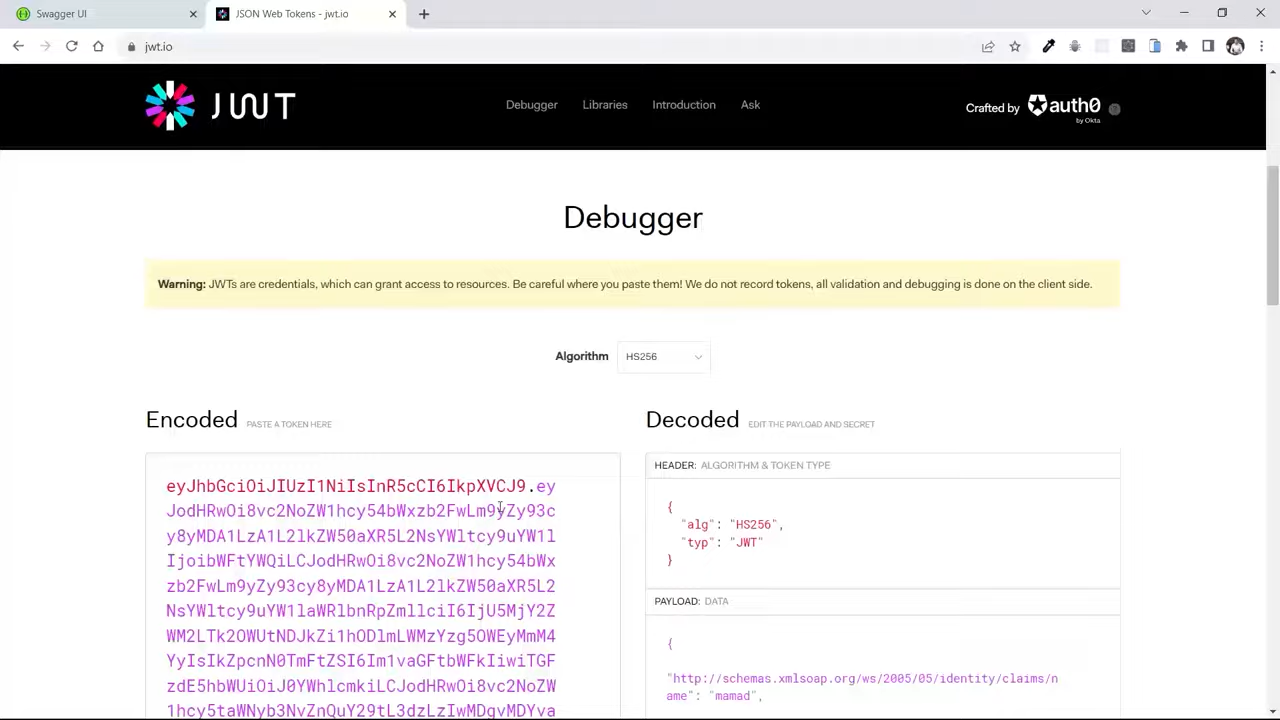 Swagger UI
JSON Web Tokens - jwt.io
jwt.io
JWT
Debugger
Libraries
Introduction
Ask
Crafted by
auth0
by Okta
Debugger
Warning: JWTs are credentials, which can grant access to resources. Be careful where you paste them! We do not record tokens, all validation and debugging is done on the client side.
Algorithm
HS256
Encoded
PASTE A TOKEN HERE
eyJhbGciOiJIUzI1NiIsInR5cCI6IkpXVCJ9.ey
JodHRwOi8vc2NoZW1hcy54bWxzb2FwLm9yZy93c
y8yMDA1LzA1L2lkZW50aXR5L2NsYWltcy9uYW1l
IjoibWFtYWQiLCJodHRwOi8vc2NoZW1hcy54bWx
zb2FwLm9yZy93cy8yMDA1LzA1L2lkZW50aXR5L2
NsYWltcy9uYW1laWRlbnRpZmllciI6IjU5MjY2Z
WM2LTk2OWUtNDJkZi1hODlmLWMzYzg5OWEyMmM4
YyIsIkZpcnN0TmFtZSI6Im1vaGFtbWFkIiwiTGF
zdE5hbWUiOiJ0YWhlcmkiLCJodHRwOi8vc2NoZW
1hcy5taWNyb3NvZnQuY29tL3dzLzIwMDgvMDYva
Decoded
EDIT THE PAYLOAD AND SECRET
HEADER: ALGORITHM & TOKEN TYPE
{
"alg": "HS256",
"typ": "JWT"
}
PAYLOAD: DATA
{
"http://schemas.xmlsoap.org/ws/2005/05/identity/claims/n
ame": "mamad",